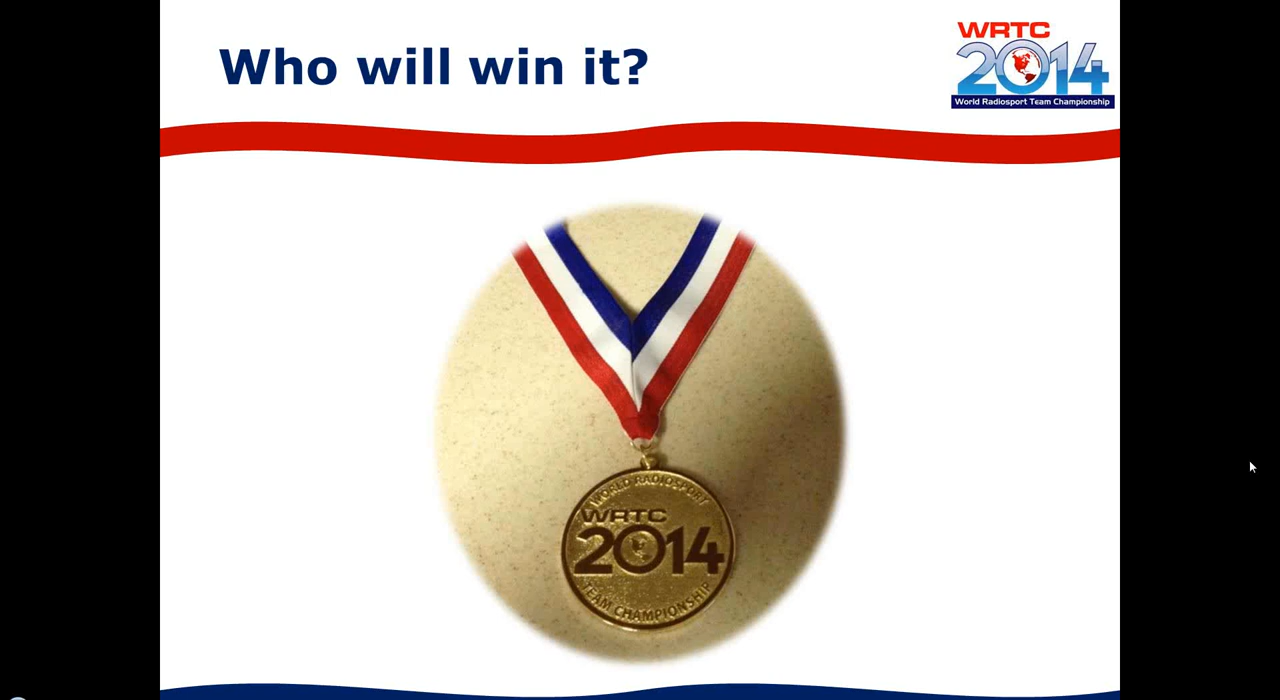 Who will win it?
WRTC
2014
World Radiosport Team Championship
WORLD RADIOSPORT
WRTC
2014
TEAM CHAMPIONSHIP